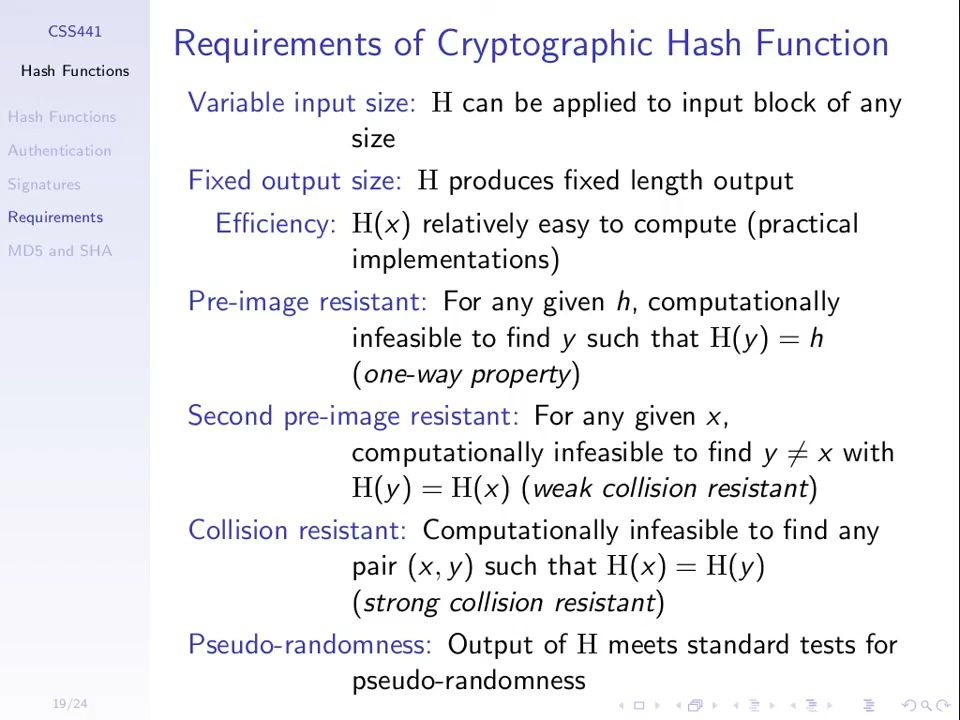 CSS441
Hash Functions
Hash Functions
Authentication
Signatures
Requirements
MD5 and SHA
19/24
Requirements of Cryptographic Hash Function
Variable input size: H can be applied to input block of any
size
Fixed output size: H produces fixed length output
Efficiency: H(x) relatively easy to compute (practical
implementations)
Pre-image resistant: For any given h, computationally
infeasible to find y such that H(y) = h
(one-way property)
Second pre-image resistant: For any given x,
computationally infeasible to find y ≠ x with
H(y) = H(x) (weak collision resistant)
Collision resistant: Computationally infeasible to find any
pair (x, y) such that H(x) = H(y)
(strong collision resistant)
Pseudo-randomness: Output of H meets standard tests for
pseudo-randomness